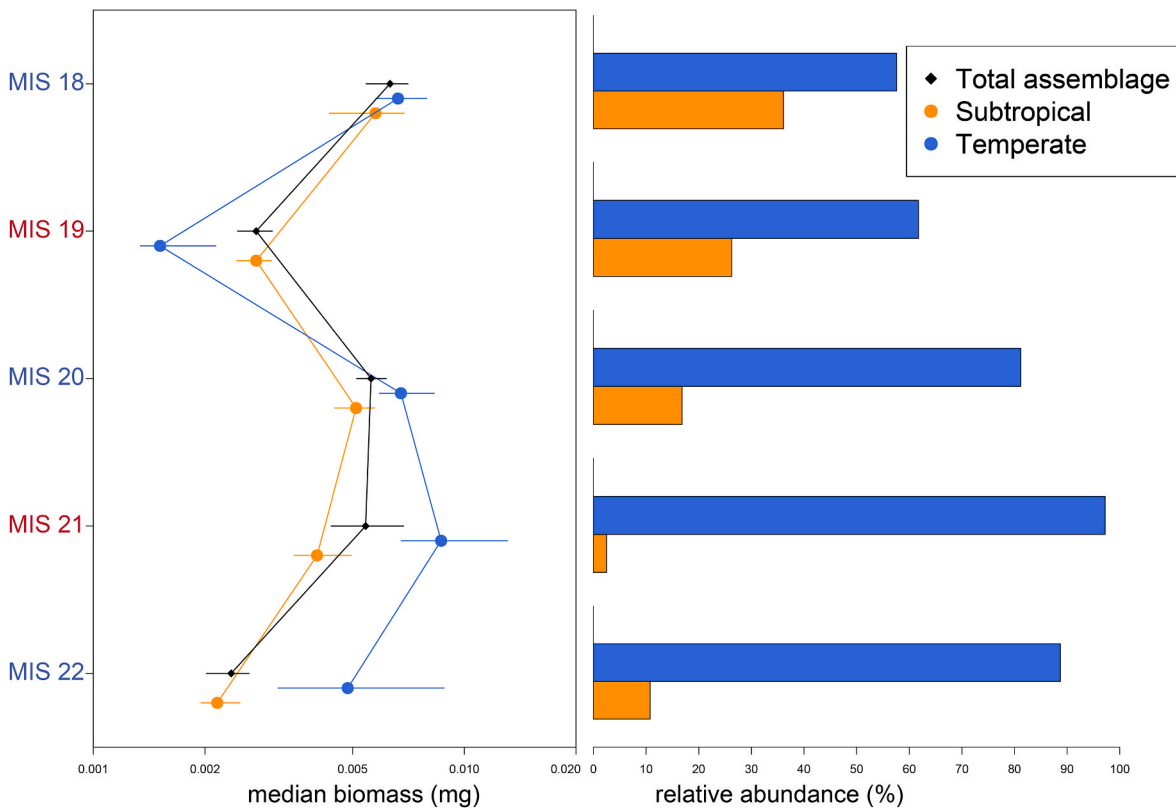 MIS 18
MIS 19
MIS 20
MIS 21
MIS 22
0.001 0.002 0.005 0.010 0.020
median biomass (mg)
Total assemblage
Subtropical
Temperate
0 10 20 30 40 50 60 70 80 90 100
relative abundance (%)